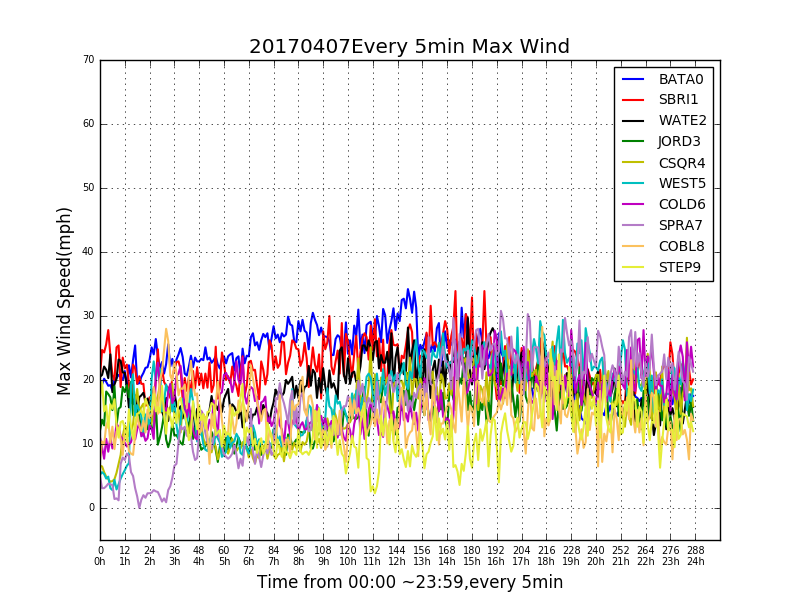 20170407Every 5min Max Wind
70
60
50
40
30
20
10
0
Max Wind Speed(mph)
BATA0
SBRI1
WATE2
JORD3
CSQR4
WEST5
COLD6
SPRA7
COBL8
STEP9
0 12 24 36 48 60 72 84 96 108 120 132 144 156 168 180 192 204 216 228 240 252 264 276 288
0h 1h 2h 3h 4h 5h 6h 7h 8h 9h 10h 11h 12h 13h 14h 15h 16h 17h 18h 19h 20h 21h 22h 23h 24h
Time from 00:00 ~23:59,every 5min